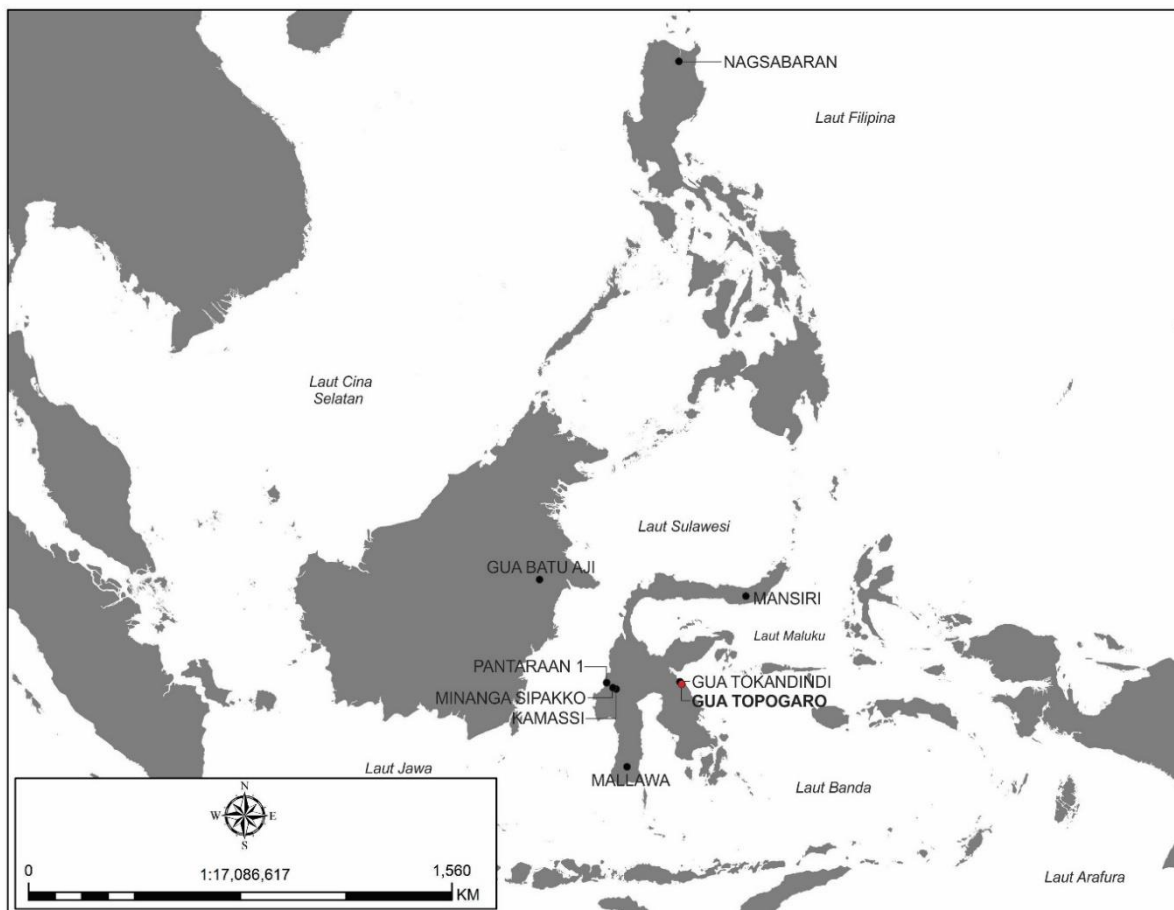 NAGSABARAN
Laut Filipina
Laut Cina
Selatan
Laut Sulawesi
GUA BATU AJI
MANSIRI
Laut Maluku
PANTARAAN 1
GUA TOKANDINDI
MINANGA SIPAKKO
GUA TOPOGARO
KAMASSI
Laut Jawa
MALLAWA
Laut Banda
N
W E
S
0 1:17,086,617 1,560
KM
Laut Arafura